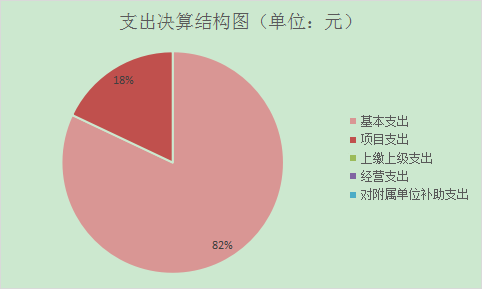 支出决算结构图（单位：元）
18%
82%
基本支出
项目支出
上缴上级支出
经营支出
对附属单位补助支出